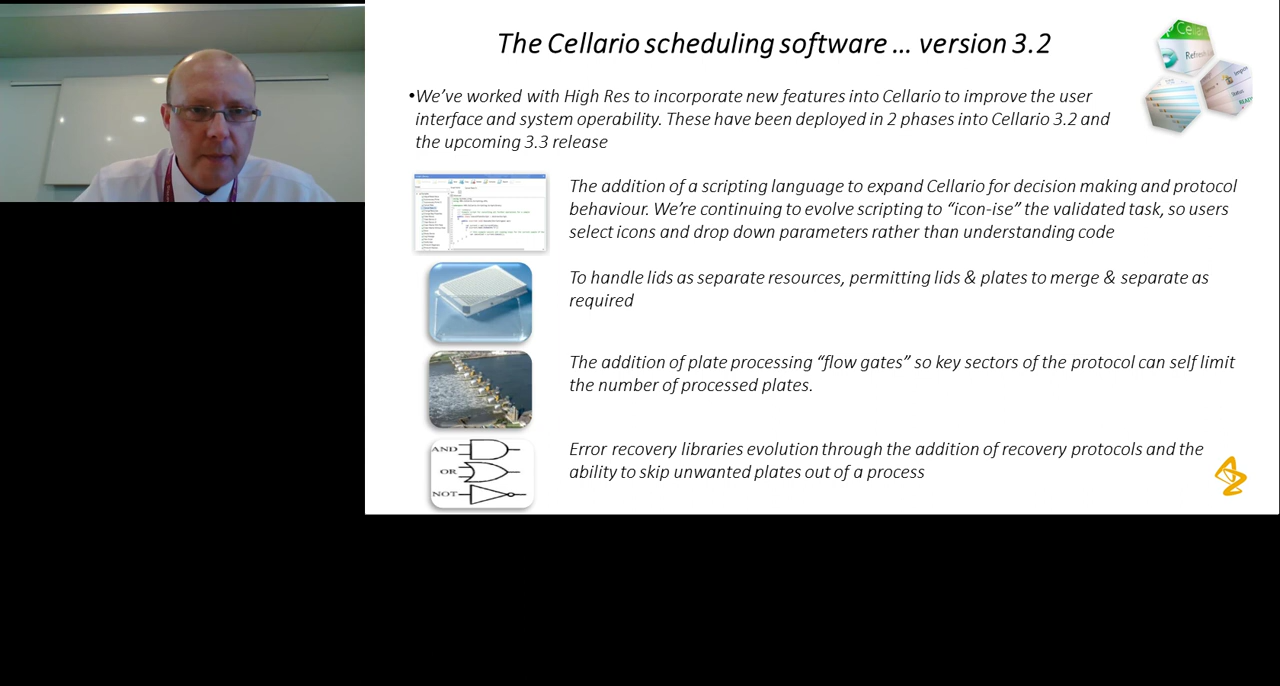 The Cellario scheduling software ... version 3.2
•We've worked with High Res to incorporate new features into Cellario to improve the user
interface and system operability. These have been deployed in 2 phases into Cellario 3.2 and
the upcoming 3.3 release
The addition of a scripting language to expand Cellario for decision making and protocol
behaviour. We're continuing to evolve scripting to "icon-ise" the validated task, so users
select icons and drop down parameters rather than understanding code
To handle lids as separate resources, permitting lids & plates to merge & separate as
required
The addition of plate processing "flow gates" so key sectors of the protocol can self limit
the number of processed plates.
Error recovery libraries evolution through the addition of recovery protocols and the
ability to skip unwanted plates out of a process
AND
OR
NOT
Status